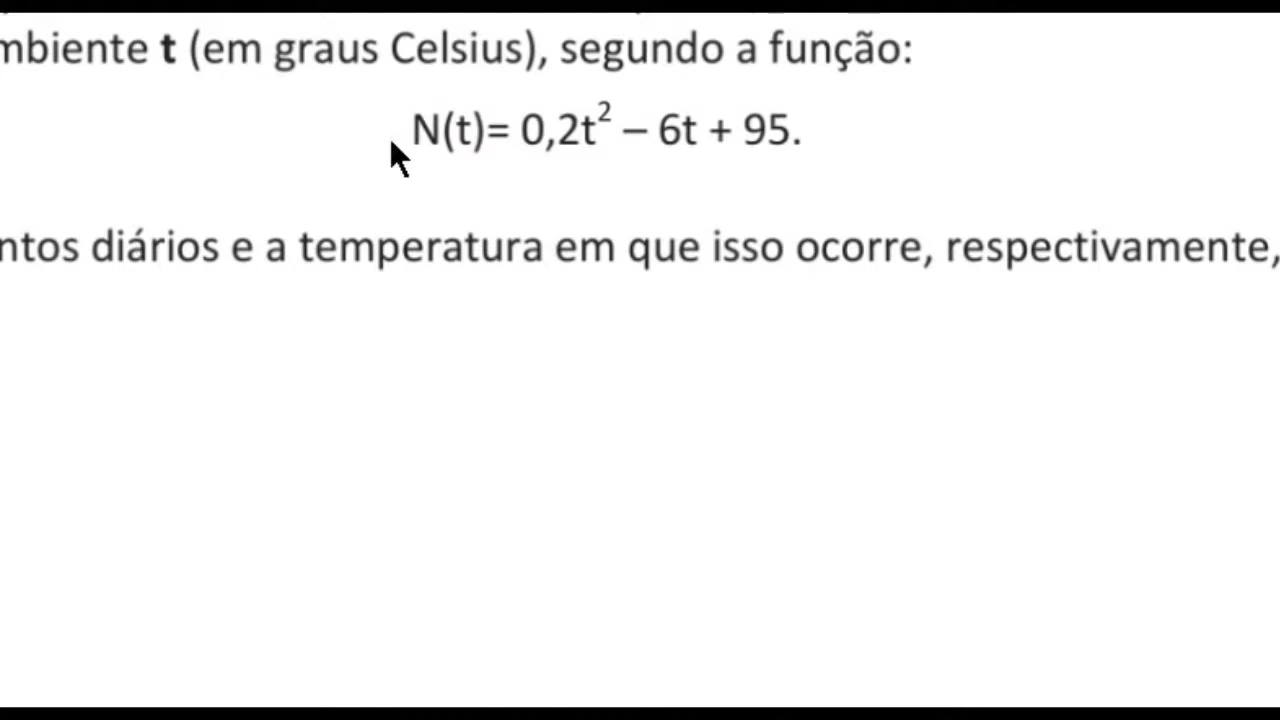 mbiente t (em graus Celsius), segundo a função:
N(t)= 0,2t² – 6t + 95.
ntos diários e a temperatura em que isso ocorre, respectivamente,